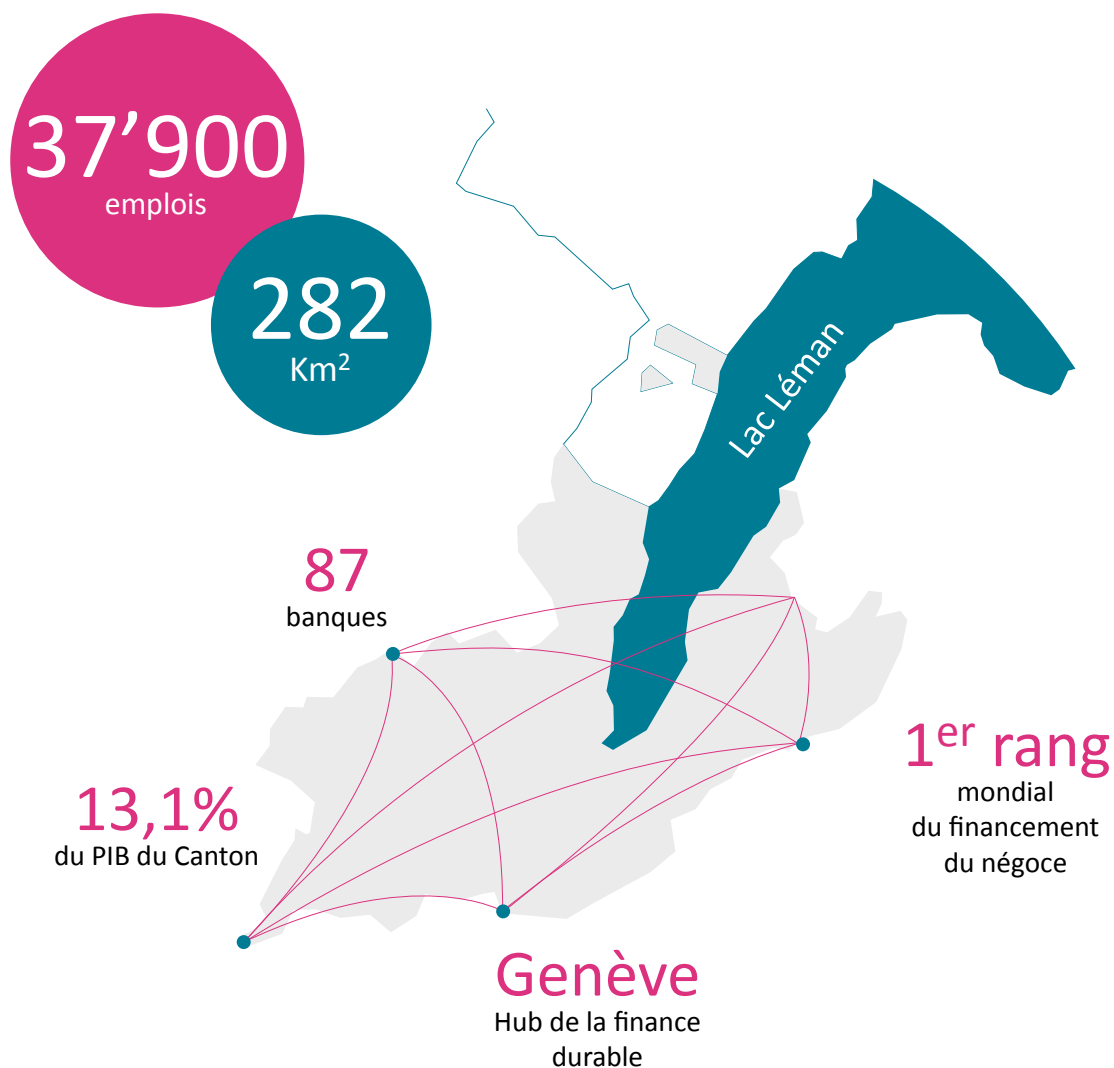 37’900
emplois
282
Km²
Lac Léman
87
banques
1er rang
mondial
du financement
du négoce
13,1%
du PIB du Canton
Genève
Hub de la finance
durable